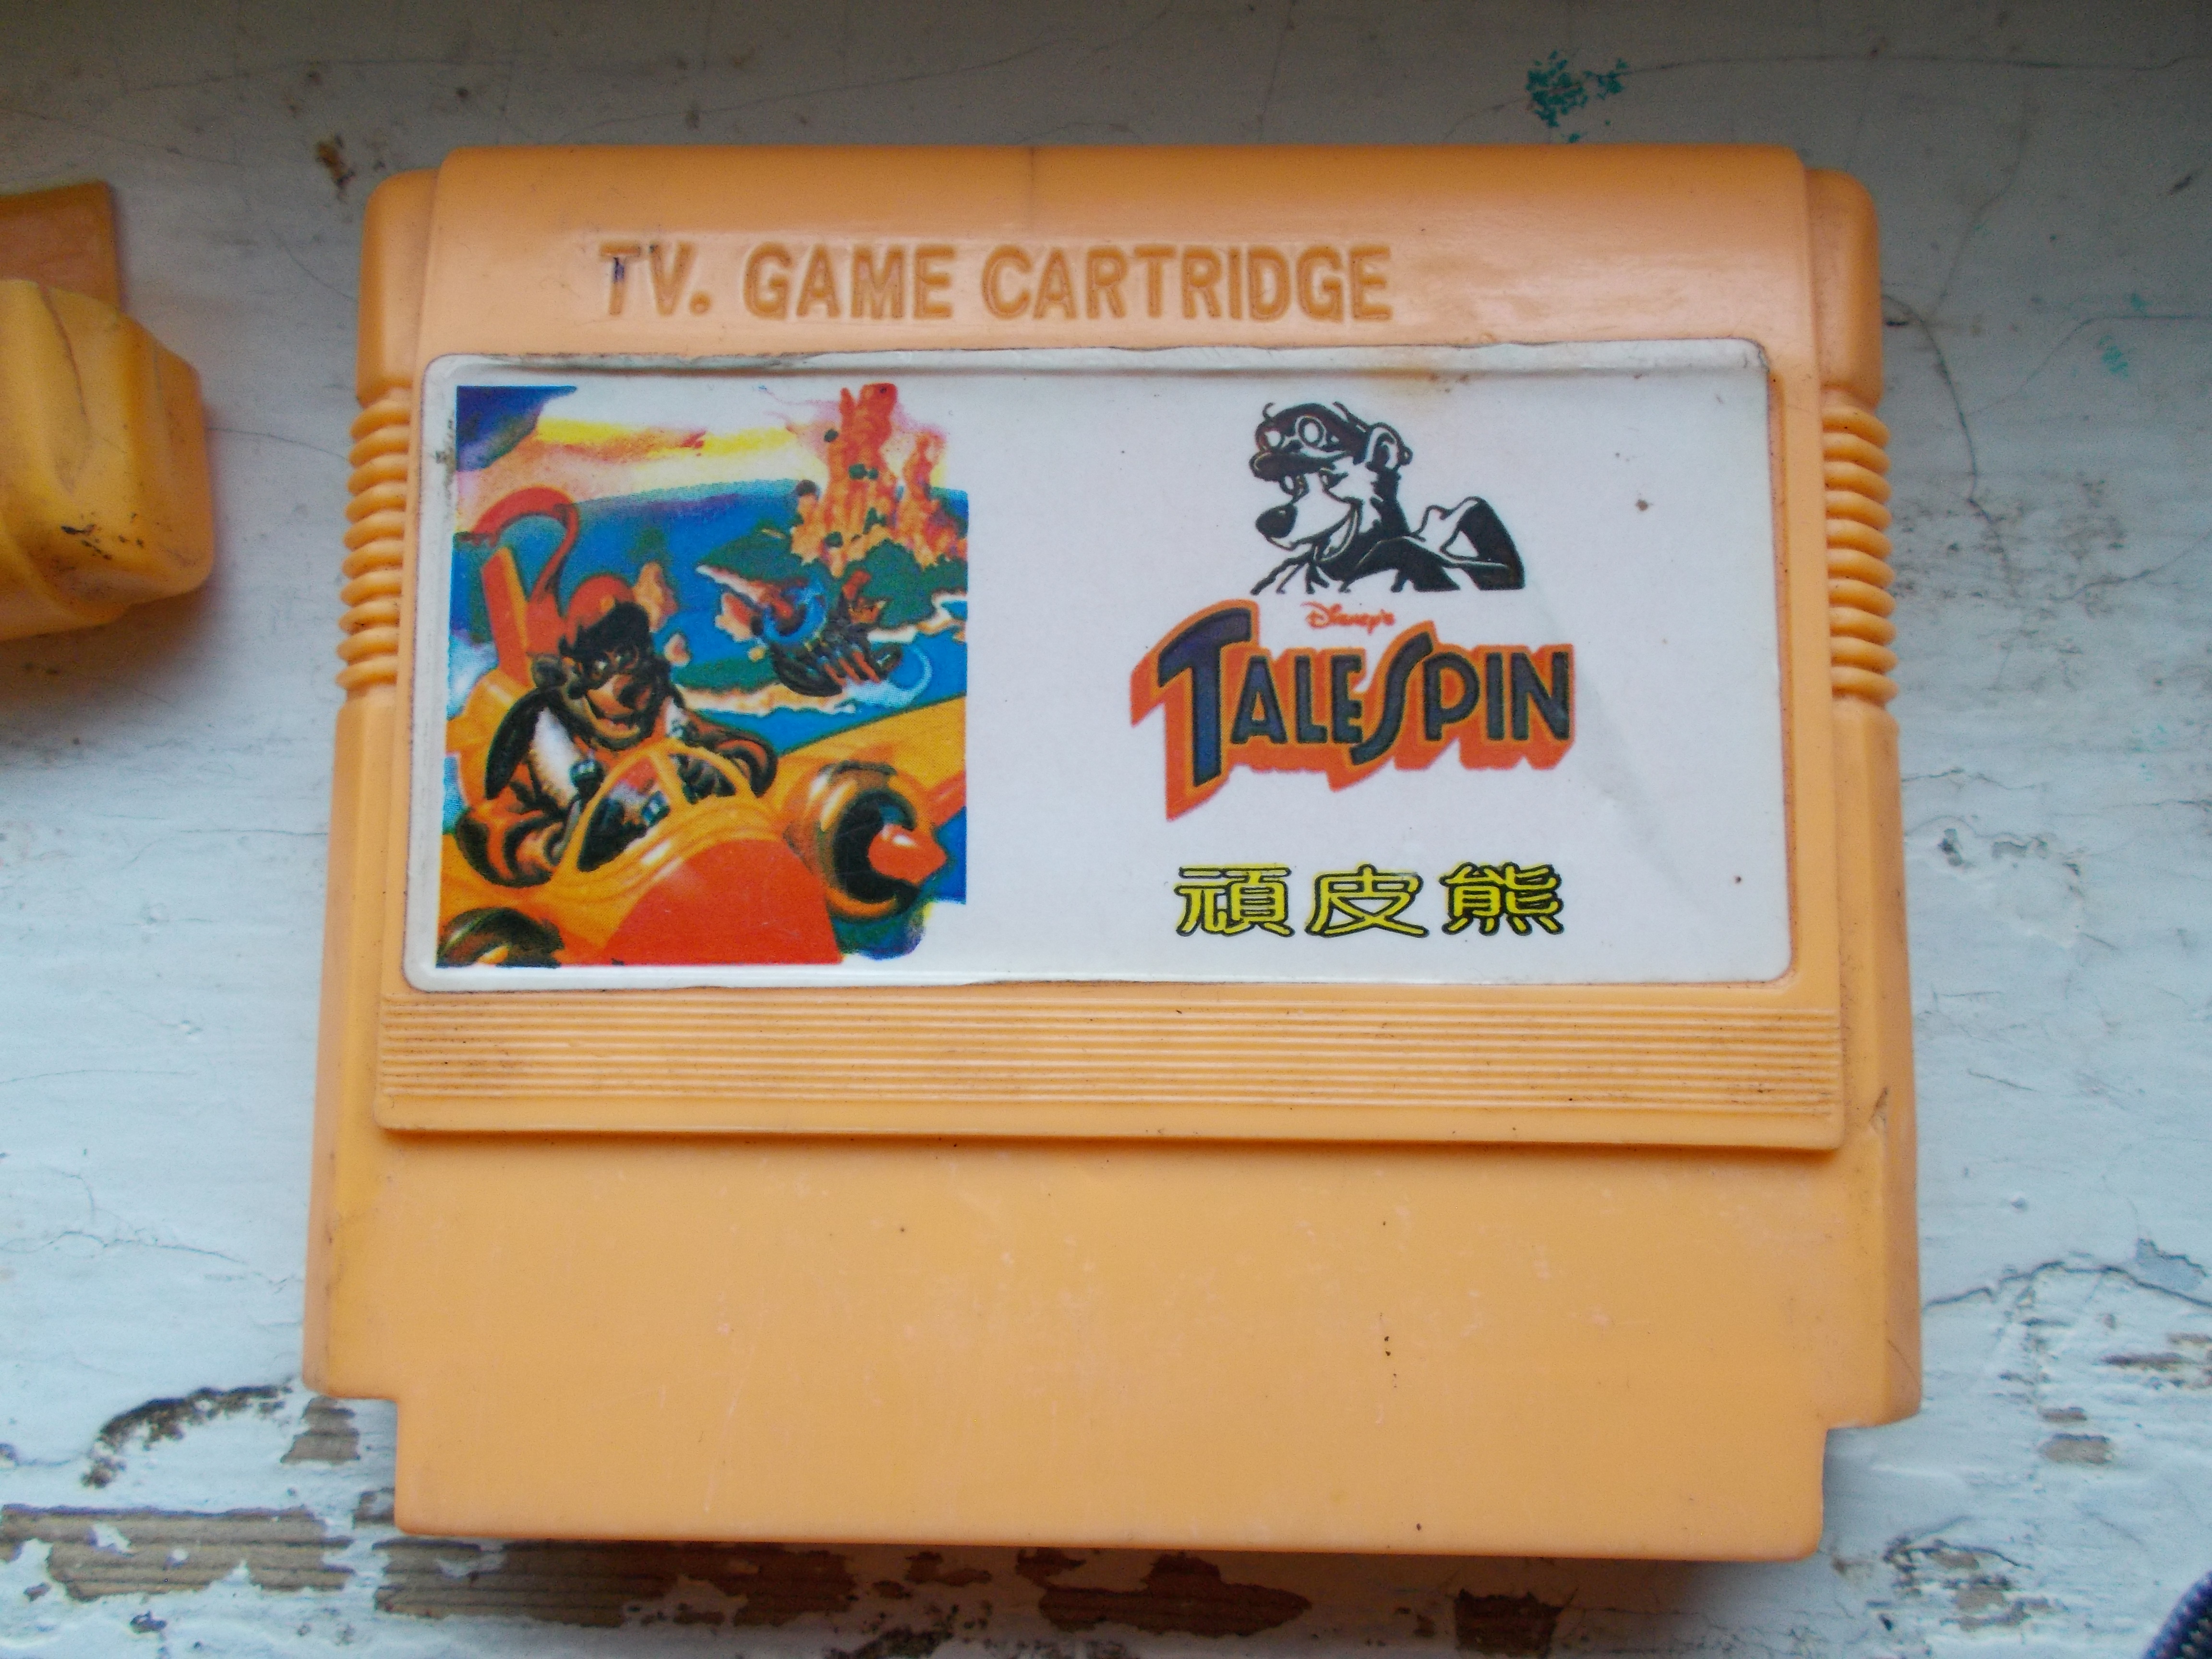 TV. GAME CARTRIDGE
Disney's
TALESPIN
頑皮熊